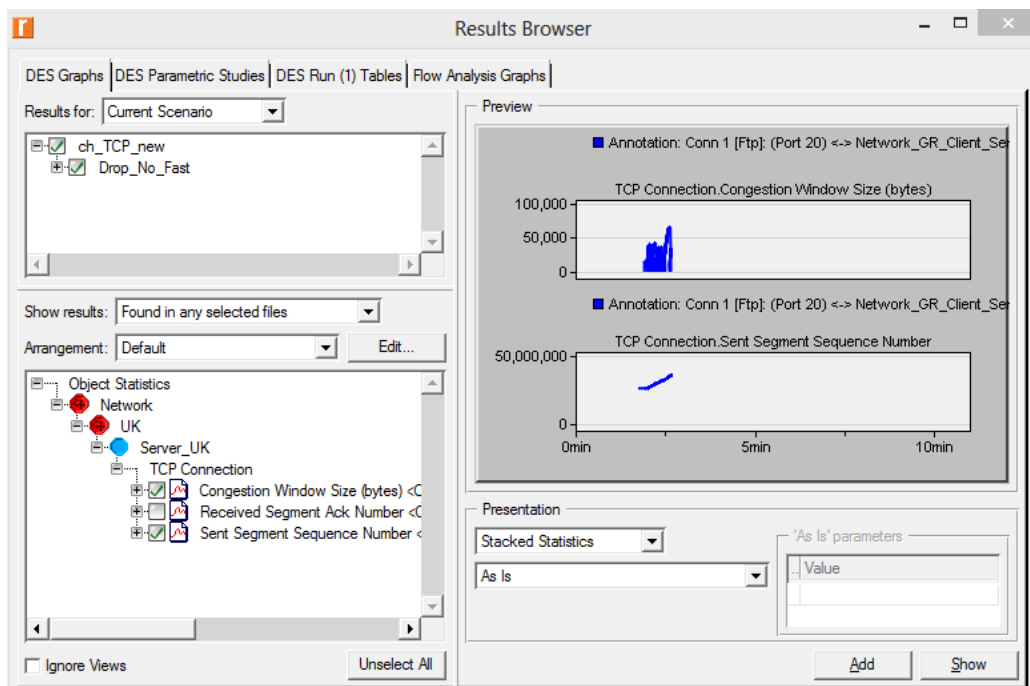 Results Browser
DES Graphs DES Parametric Studies DES Run (1) Tables Flow Analysis Graphs
Results for: Current Scenario
ch_TCP_new
Drop_No_Fast
Show results: Found in any selected files
Arrangement: Default Edit...
Object Statistics
Network
UK
Server_UK
TCP Connection
Congestion Window Size (bytes) <C
Received Segment Ack Number <C
Sent Segment Sequence Number <
Ignore Views Unselect All
Preview
Annotation: Conn 1 [Ftp]: (Port 20) <-> Network_GR_Client_Ser
TCP Connection.Congestion Window Size (bytes)
100,000
50,000
0
Annotation: Conn 1 [Ftp]: (Port 20) <-> Network_GR_Client_Ser
TCP Connection.Sent Segment Sequence Number
50,000,000
0
0min 5min 10min
Presentation
Stacked Statistics
As Is
'As Is' parameters
.. Value
Add Show